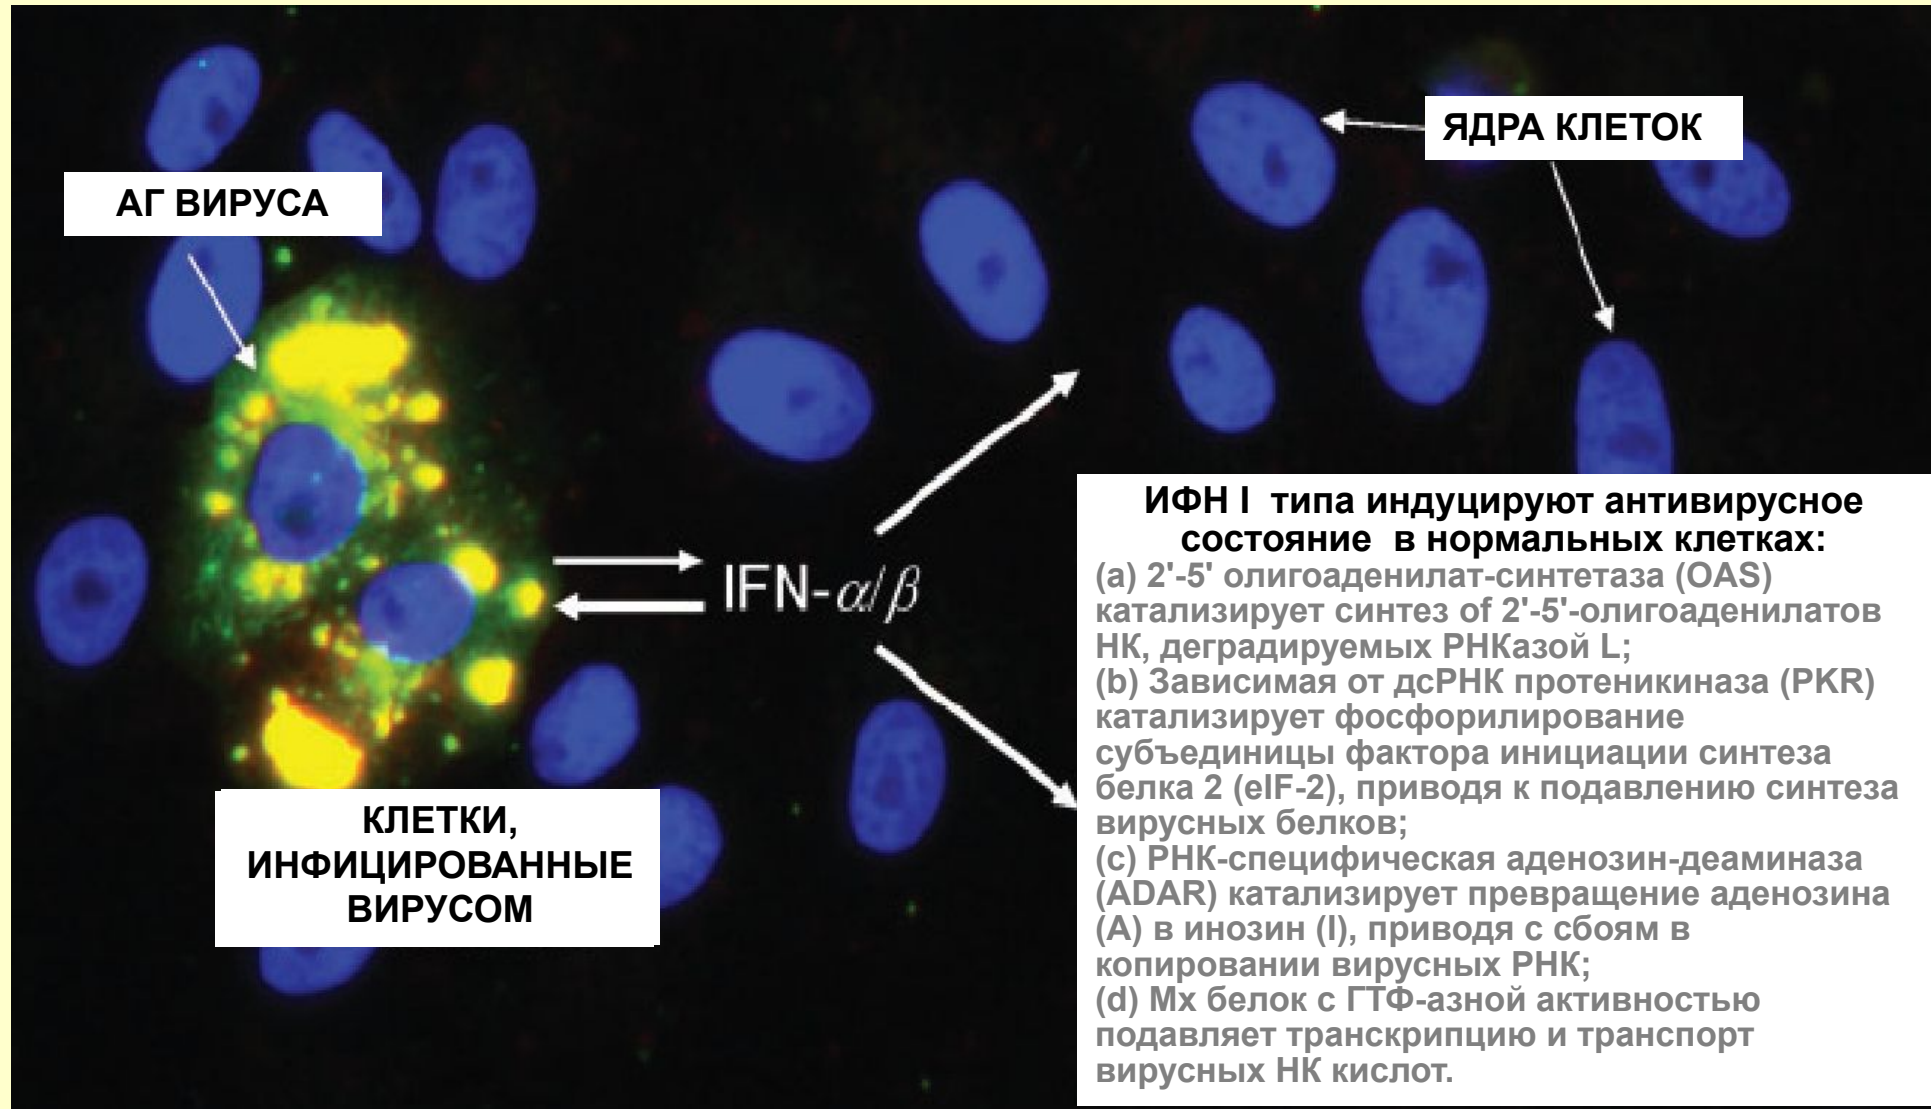 ЯДРА КЛЕТОК
АГ ВИРУСА
IFN-α/β
КЛЕТКИ,
ИНФИЦИРОВАННЫЕ
ВИРУСОМ
ИФН I типа индуцируют антивирусное
состояние в нормальных клетках:
(a) 2'-5' олигоаденилат-синтетаза (OAS)
катализирует синтез of 2'-5'-олигоаденилатов
НК, деградируемых РНКазой L;
(b) Зависимая от дсРНК протеникиназа (PKR)
катализирует фосфорилирование
субъединицы фактора инициации синтеза
белка 2 (eIF-2), приводя к подавлению синтеза
вирусных белков;
(c) РНК-специфическая аденозин-деаминаза
(ADAR) катализирует превращение аденозина
(A) в инозин (I), приводя с сбоям в
копировании вирусных РНК;
(d) Mx белок с ГТФ-азной активностью
подавляет транскрипцию и транспорт
вирусных НК кислот.